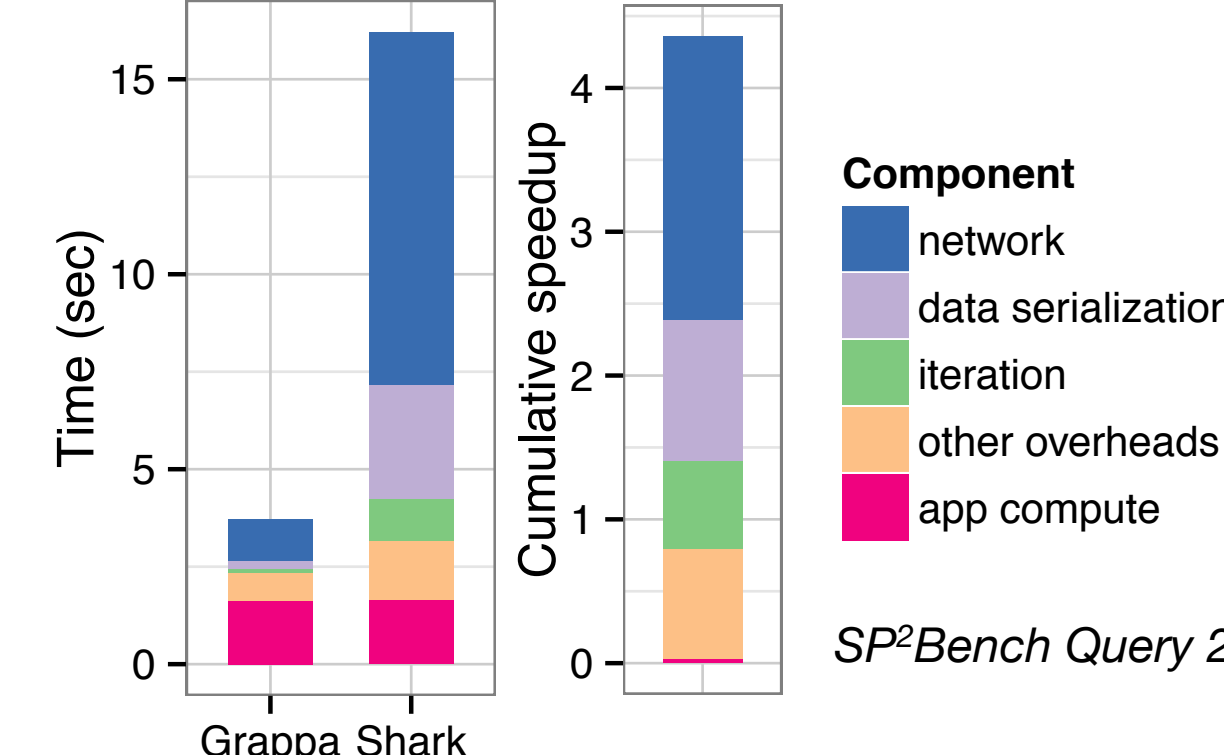 Time (sec)
15
10
5
0
Grappa Shark
Cumulative speedup
4
3
2
1
0
Component
network
data serialization
iteration
other overheads
app compute
SP²Bench Query 2